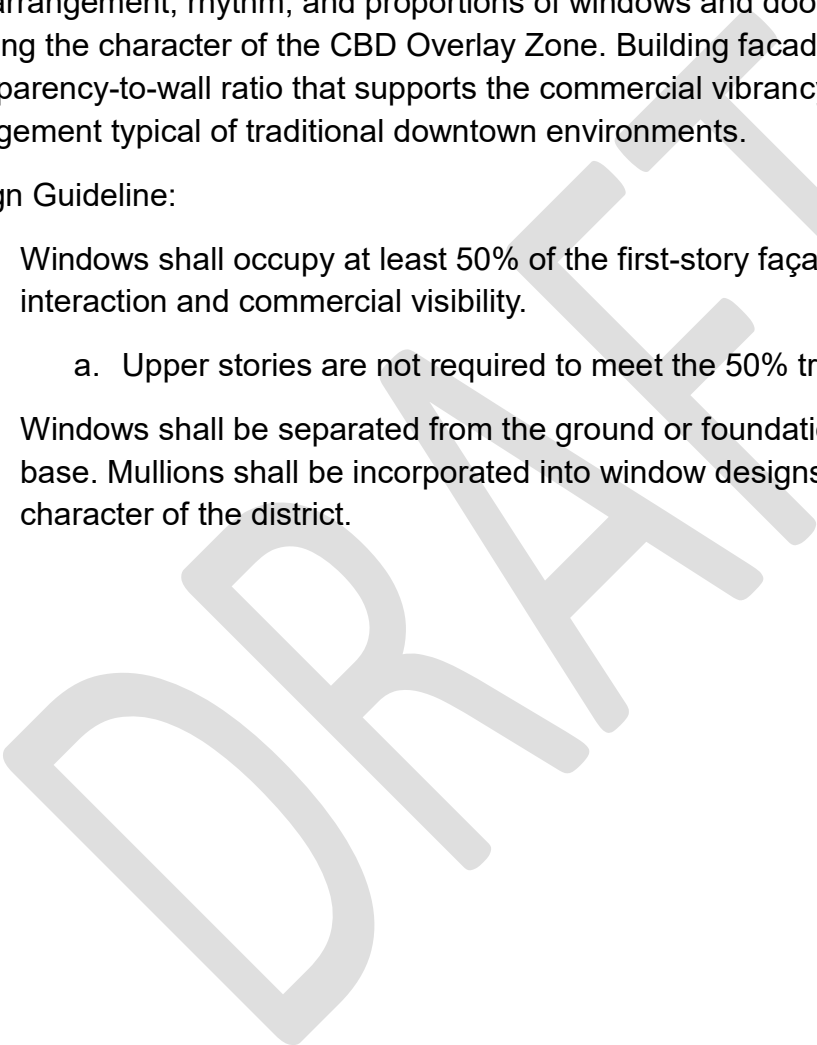 arrangement, rhythm, and proportions of windows and doo
ng the character of the CBD Overlay Zone. Building facad
parency-to-wall ratio that supports the commercial vibrancy
gement typical of traditional downtown environments.
gn Guideline:
Windows shall occupy at least 50% of the first-story faça
interaction and commercial visibility.
a. Upper stories are not required to meet the 50% tr
Windows shall be separated from the ground or foundatio
base. Mullions shall be incorporated into window designs
character of the district.
DRAFT